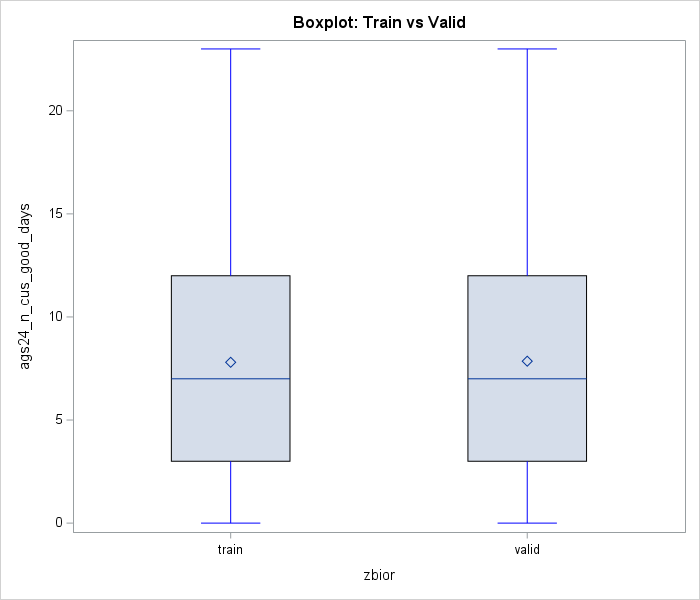 Boxplot: Train vs Valid
ags24_n_cus_good_days
20
15
10
5
0
train
valid
zbior